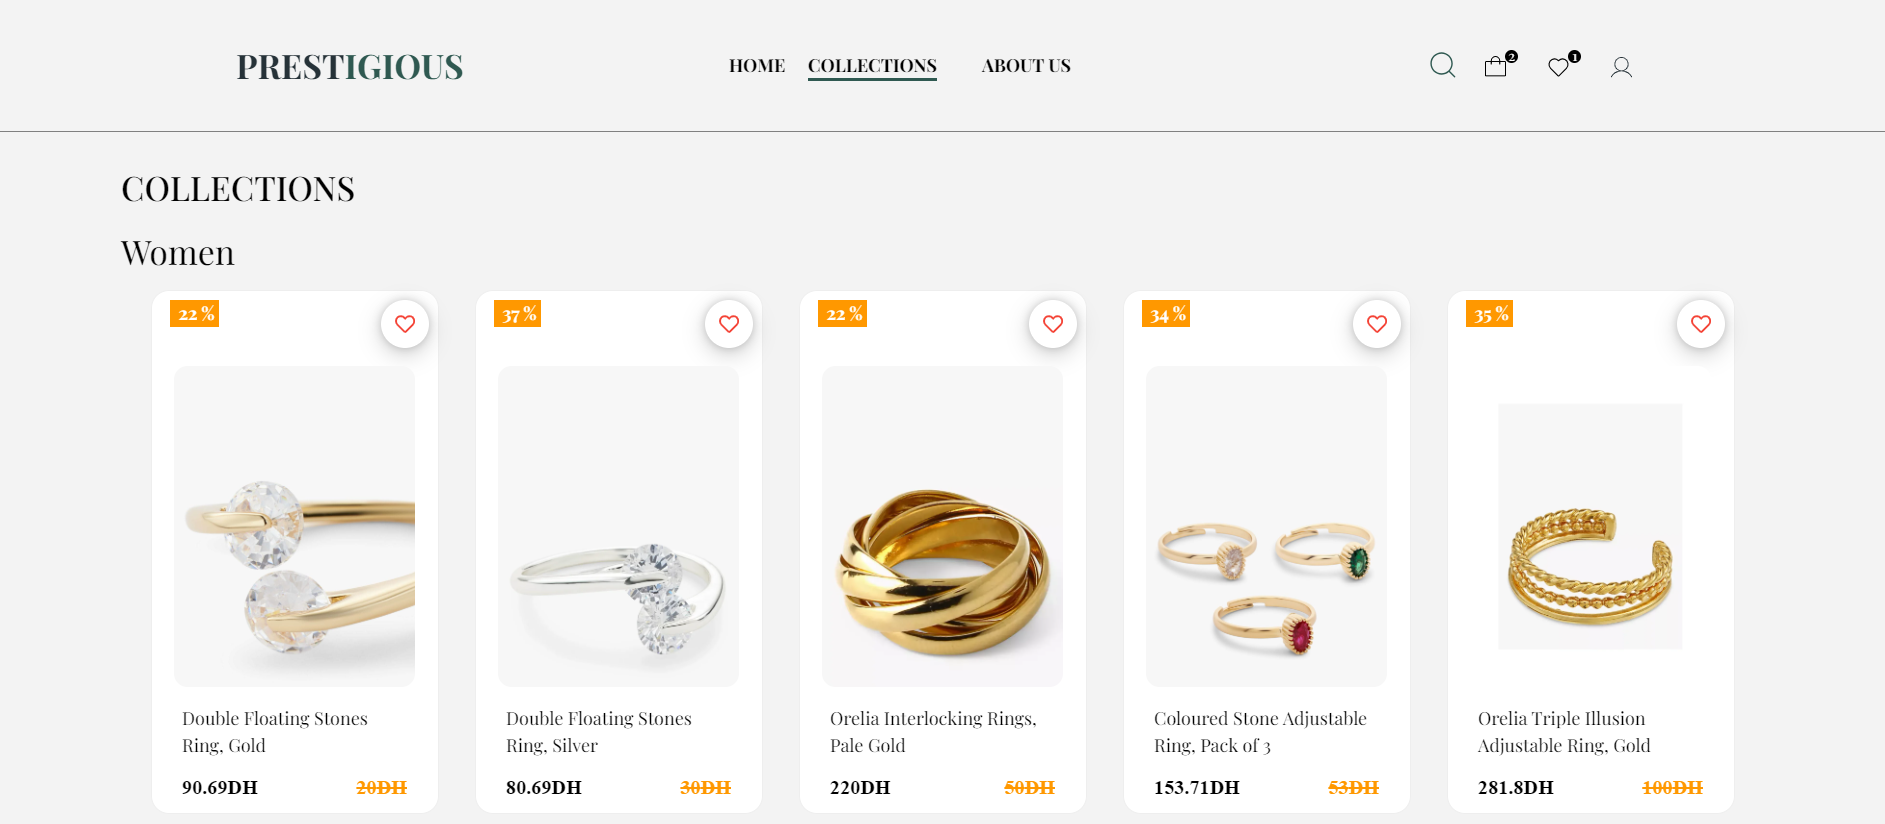 PRESTIGIOUS
HOME COLLECTIONS ABOUT US
2 1
COLLECTIONS
Women
22 %
Double Floating Stones
Ring, Gold
90.69DH 20DH
37 %
Double Floating Stones
Ring, Silver
80.69DH 30DH
22 %
Orelia Interlocking Rings,
Pale Gold
220DH 50DH
34 %
Coloured Stone Adjustable
Ring, Pack of 3
153.71DH 53DH
35 %
Orelia Triple Illusion
Adjustable Ring, Gold
281.8DH 100DH